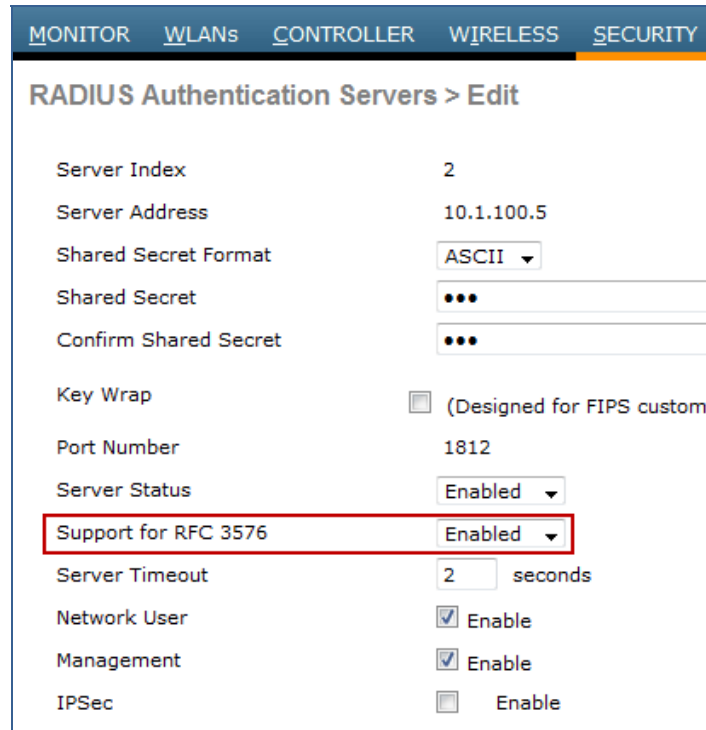 MONITOR WLANs CONTROLLER WIRELESS SECURITY
RADIUS Authentication Servers > Edit
Server Index 2
Server Address 10.1.100.5
Shared Secret Format ASCII
Shared Secret •••
Confirm Shared Secret •••
Key Wrap (Designed for FIPS custom
Port Number 1812
Server Status Enabled
Support for RFC 3576 Enabled
Server Timeout 2 seconds
Network User Enable
Management Enable
IPSec Enable